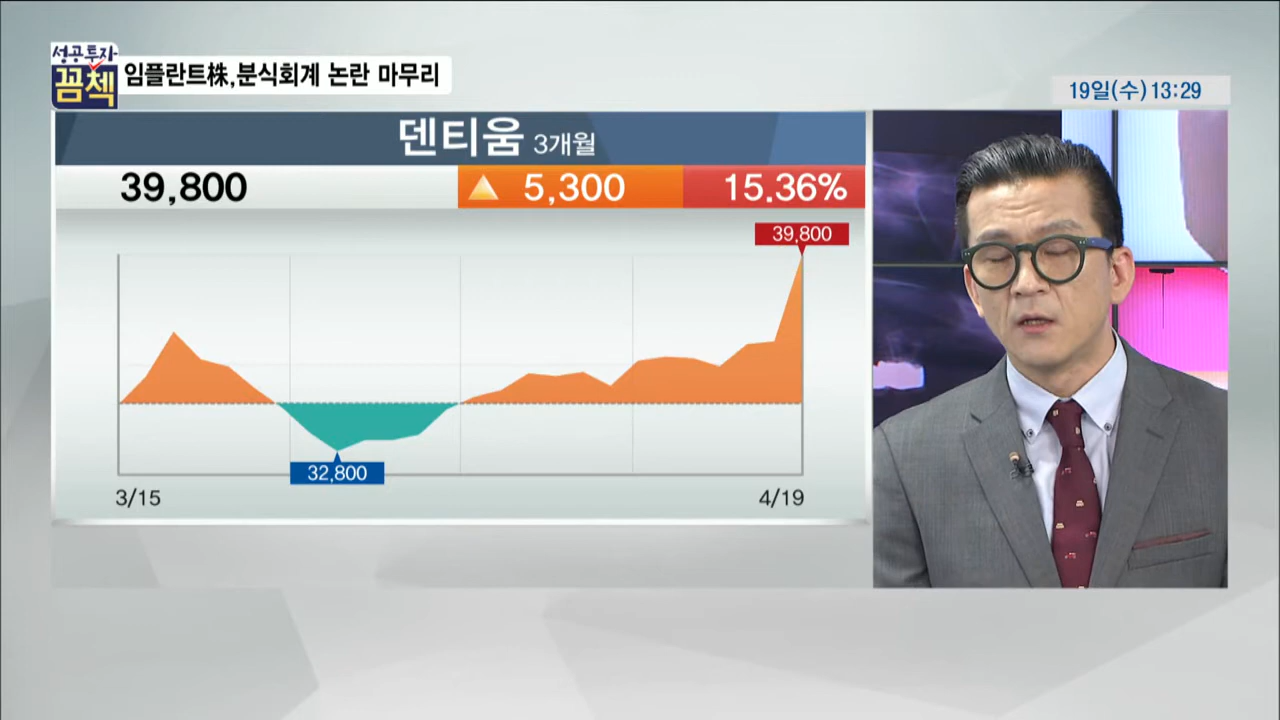 성공투자
꼼첵
임플란트株,분식회계 논란 마무리
19일(수) 13:29
덴티움 3개월
39,800 ▲ 5,300 15.36%
39,800
32,800
3/15 4/19